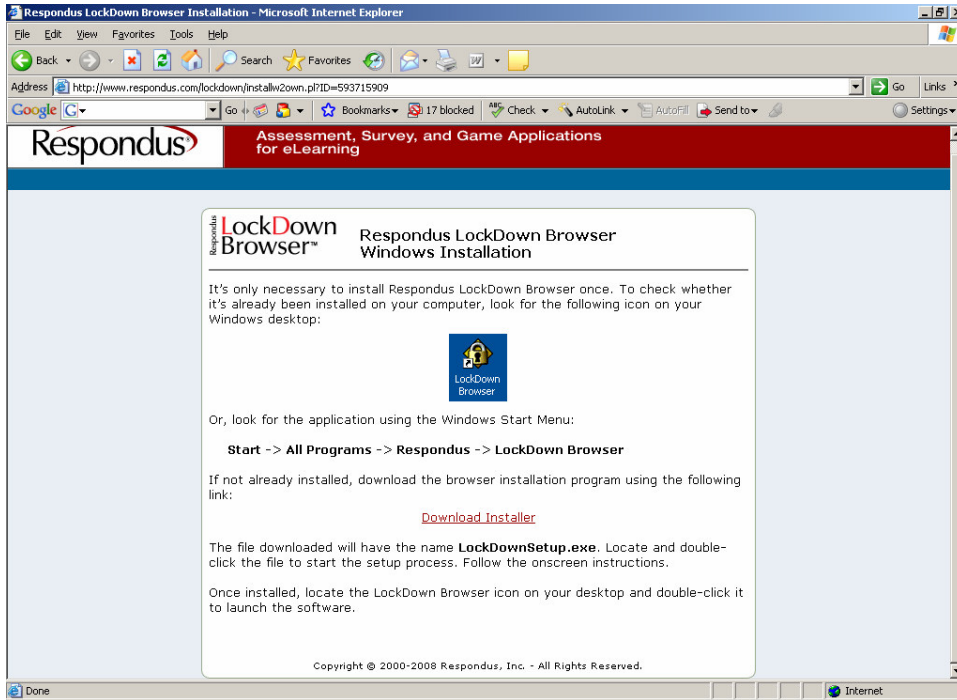 Respondus LockDown Browser Installation - Microsoft Internet Explorer
File Edit View Favorites Tools Help
Back Search Favorites
Address http://www.respondus.com/lockdown/installw2own.pl?ID=593715909 Go Links »
Google G Go Bookmarks 17 blocked ABC Check AutoLink AutoFill Send to Settings
Respondus
Assessment, Survey, and Game Applications
for eLearning
Respondus
LockDown
Browser™
Respondus LockDown Browser
Windows Installation
It's only necessary to install Respondus LockDown Browser once. To check whether
it's already been installed on your computer, look for the following icon on your
Windows desktop:
LockDown
Browser
Or, look for the application using the Windows Start Menu:
Start -> All Programs -> Respondus -> LockDown Browser
If not already installed, download the browser installation program using the following
link:
Download Installer
The file downloaded will have the name LockDownSetup.exe. Locate and double-
click the file to start the setup process. Follow the onscreen instructions.
Once installed, locate the LockDown Browser icon on your desktop and double-click it
to launch the software.
Copyright © 2000-2008 Respondus, Inc. - All Rights Reserved.
Done Internet